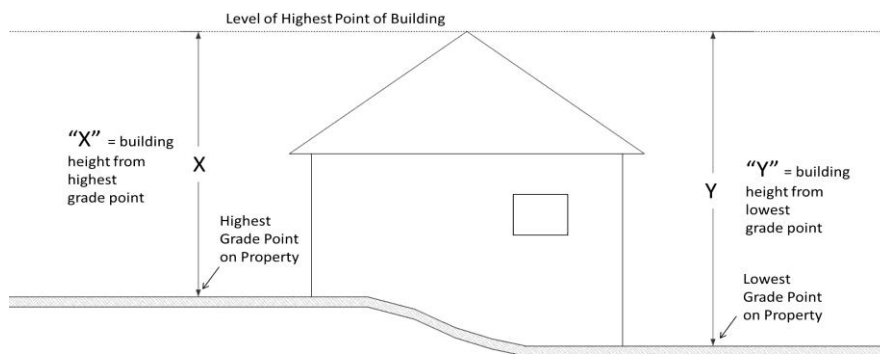 Level of Highest Point of Building
“X” = building
height from
highest
grade point
X
Highest
Grade Point
on Property
Y
“Y” = building
height from
lowest
grade point
Lowest
Grade Point
on Property